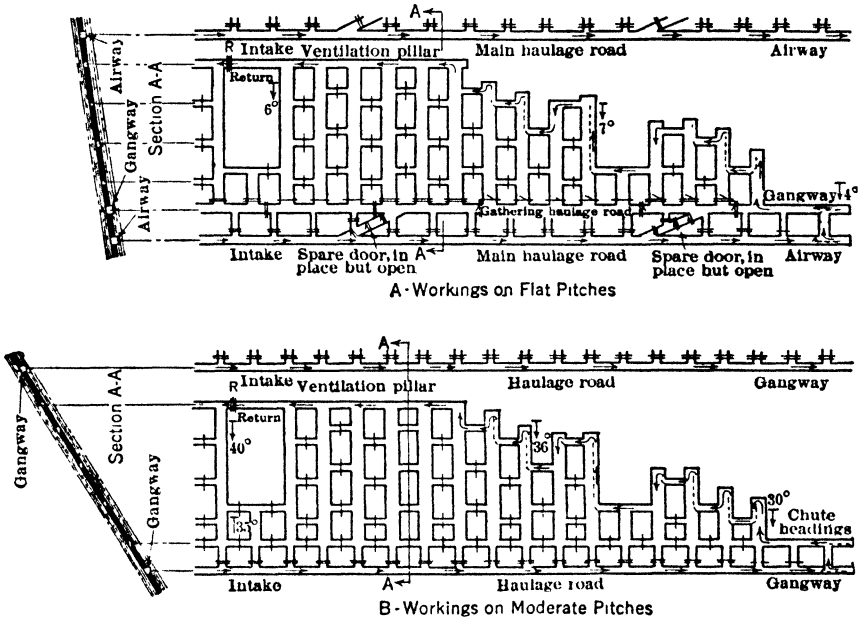 A
R Intake Ventilation pillar Main haulage road Airway
Return
Airway
Section A-A
Gangway
Airway
6°
7°
Gangway 4°
Gathering haulage road
Intake Spare door, in place but open A Main haulage road Spare door, in place but open Airway
A-Workings on Flat Pitches
A
R Intake Ventilation pillar Haulage road Gangway
Return
Section A-A
Gangway
Gangway
40°
36°
30°
33°
Chute headings
Intake A Haulage road Gangway
B-Workings on Moderate Pitches